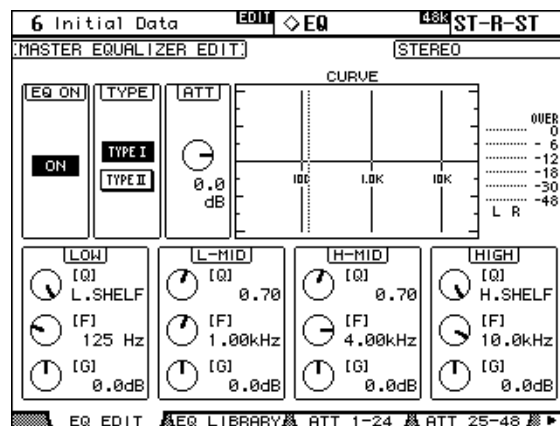 6 Initial Data EDIT ◇EQ 48K ST-R-ST
MASTER EQUALIZER EDIT STEREO
CURVE
EQ ON TYPE ATT
ON
TYPE I
TYPE II
0.0
dB
100 1.0K 10K
OVER
0
- 6
-12
-18
-30
-48
L R
LOW L-MID H-MID HIGH
[Q] [Q] [Q] [Q]
L.SHELF 0.70 0.70 H.SHELF
[F] [F] [F] [F]
125 Hz 1.00kHz 4.00kHz 10.0kHz
[G] [G] [G] [G]
0.0dB 0.0dB 0.0dB 0.0dB
EQ EDIT EQ LIBRARY ATT 1-24 ATT 25-48